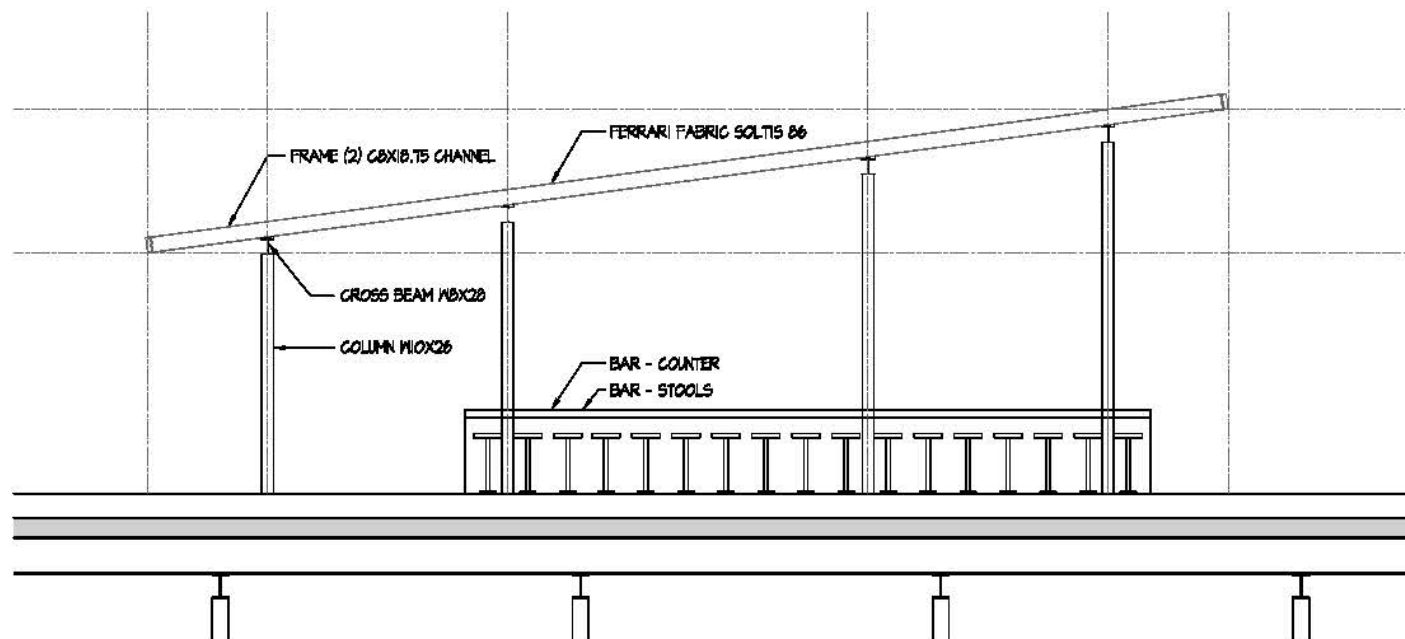 FERRARI FABRIC SOLTIS 86
FRAME (2) C8X18.75 CHANNEL
CROSS BEAM W8X28
COLUMN W10X26
BAR - COUNTER
BAR - STOOLS